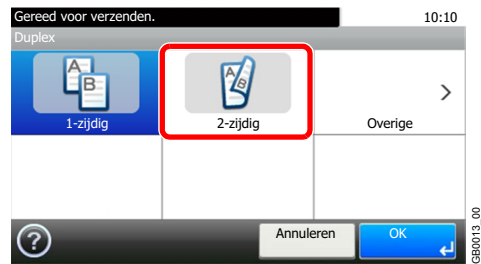 Gereed voor verzenden. 10:10
Duplex
A B
A B
1-zijdig 2-zijdig Overige
? Annuleren OK
GB0013_00